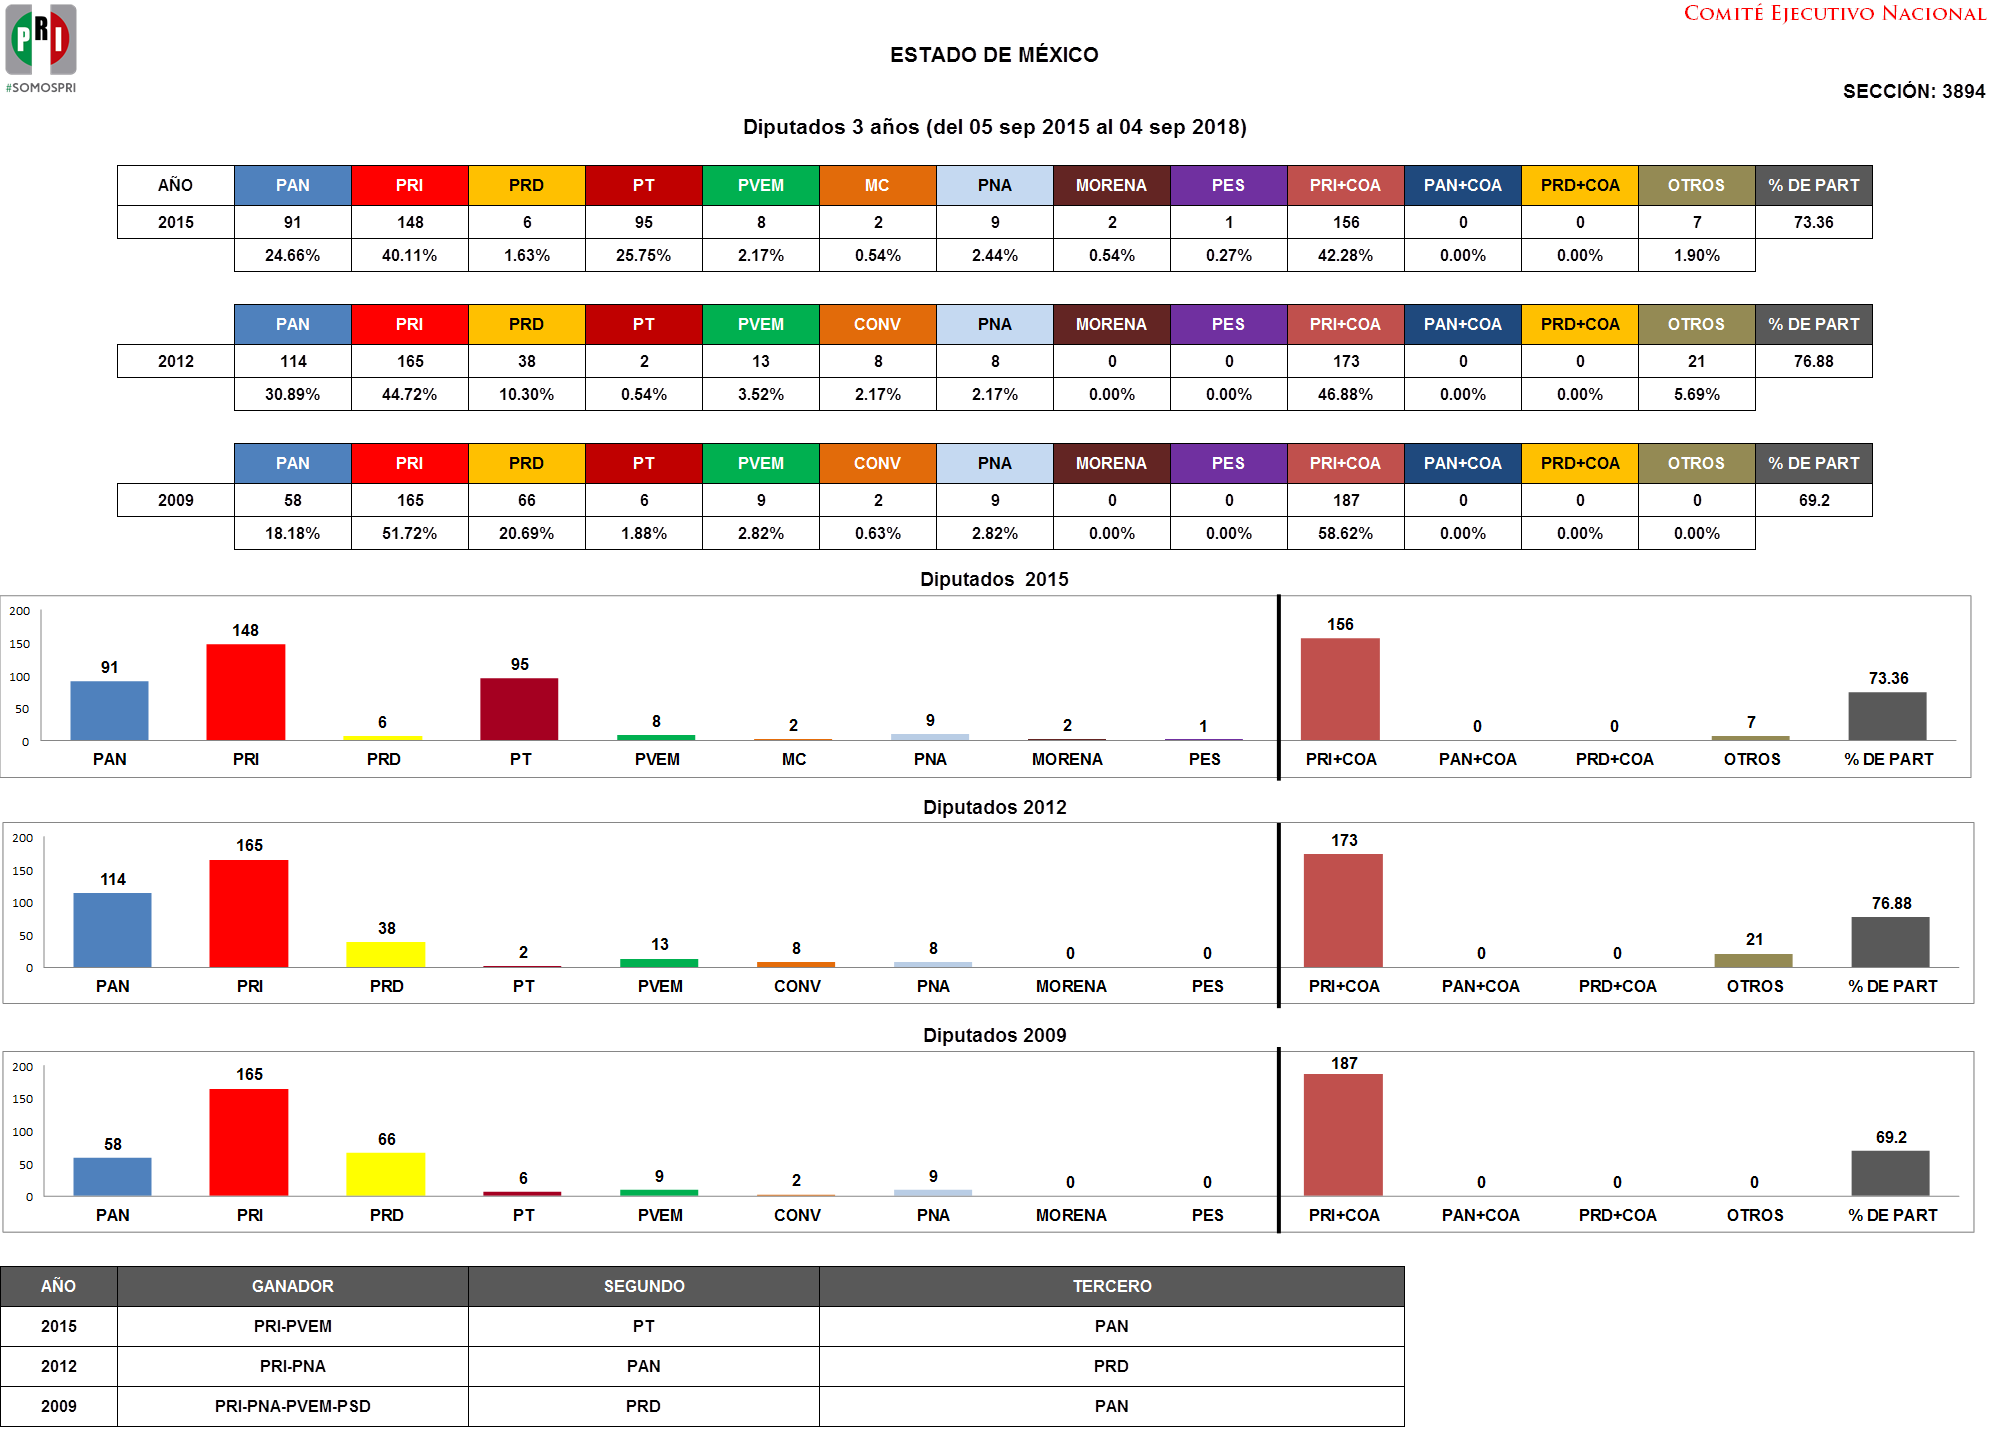 PRI
#SOMOSPRI
COMITÉ EJECUTIVO NACIONAL
ESTADO DE MÉXICO
SECCIÓN: 3894
Diputados 3 años (del 05 sep 2015 al 04 sep 2018)
AÑO PAN PRI PRD PT PVEM MC PNA MORENA PES PRI+COA PAN+COA PRD+COA OTROS % DE PART
2015 91 148 6 95 8 2 9 2 1 156 0 0 7 73.36
24.66% 40.11% 1.63% 25.75% 2.17% 0.54% 2.44% 0.54% 0.27% 42.28% 0.00% 0.00% 1.90%
PAN PRI PRD PT PVEM CONV PNA MORENA PES PRI+COA PAN+COA PRD+COA OTROS % DE PART
2012 114 165 38 2 13 8 8 0 0 173 0 0 21 76.88
30.89% 44.72% 10.30% 0.54% 3.52% 2.17% 2.17% 0.00% 0.00% 46.88% 0.00% 0.00% 5.69%
PAN PRI PRD PT PVEM CONV PNA MORENA PES PRI+COA PAN+COA PRD+COA OTROS % DE PART
2009 58 165 66 6 9 2 9 0 0 187 0 0 0 69.2
18.18% 51.72% 20.69% 1.88% 2.82% 0.63% 2.82% 0.00% 0.00% 58.62% 0.00% 0.00% 0.00%
Diputados 2015
200
150
100
50
0
91 148 6 95 8 2 9 2 1 156 0 0 7 73.36
PAN PRI PRD PT PVEM MC PNA MORENA PES PRI+COA PAN+COA PRD+COA OTROS % DE PART
Diputados 2012
200
150
100
50
0
114 165 38 2 13 8 8 0 0 173 0 0 21 76.88
PAN PRI PRD PT PVEM CONV PNA MORENA PES PRI+COA PAN+COA PRD+COA OTROS % DE PART
Diputados 2009
200
150
100
50
0
58 165 66 6 9 2 9 0 0 187 0 0 0 69.2
PAN PRI PRD PT PVEM CONV PNA MORENA PES PRI+COA PAN+COA PRD+COA OTROS % DE PART
AÑO GANADOR SEGUNDO TERCERO
2015 PRI-PVEM PT PAN
2012 PRI-PNA PAN PRD
2009 PRI-PNA-PVEM-PSD PRD PAN